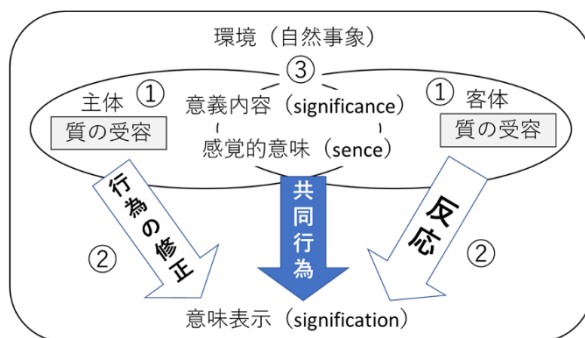 環境（自然事象）
③
主体 ①
意義内容（significance）
① 客体
質の受容
感覚的意味（sence）
質の受容
行為の修正
共同行為
反応
②
②
意味表示（signification）